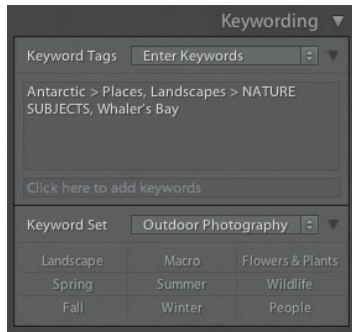 Keywording
Keyword Tags Enter Keywords
Antarctic > Places, Landscapes > NATURE
SUBJECTS, Whaler's Bay
Click here to add keywords
Keyword Set Outdoor Photography
Landscape Macro Flowers & Plants
Spring Summer Wildlife
Fall Winter People